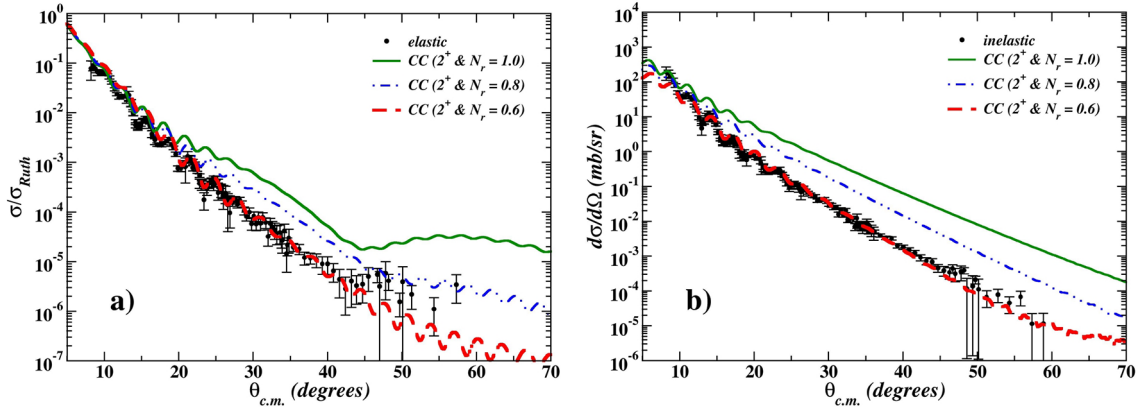 10^0
10^-1
10^-2
10^-3
10^-4
10^-5
10^-6
10^-7
σ/σ_Ruth
elastic
CC (2^+ & N_r = 1.0)
CC (2^+ & N_r = 0.8)
CC (2^+ & N_r = 0.6)
a)
10 20 30 40 50 60 70
θ_c.m. (degrees)
10^4
10^3
10^2
10^1
10^0
10^-1
10^-2
10^-3
10^-4
10^-5
10^-6
dσ/dΩ (mb/sr)
inelastic
CC (2^+ & N_r = 1.0)
CC (2^+ & N_r = 0.8)
CC (2^+ & N_r = 0.6)
b)
10 20 30 40 50 60 70
θ_c.m. (degrees)